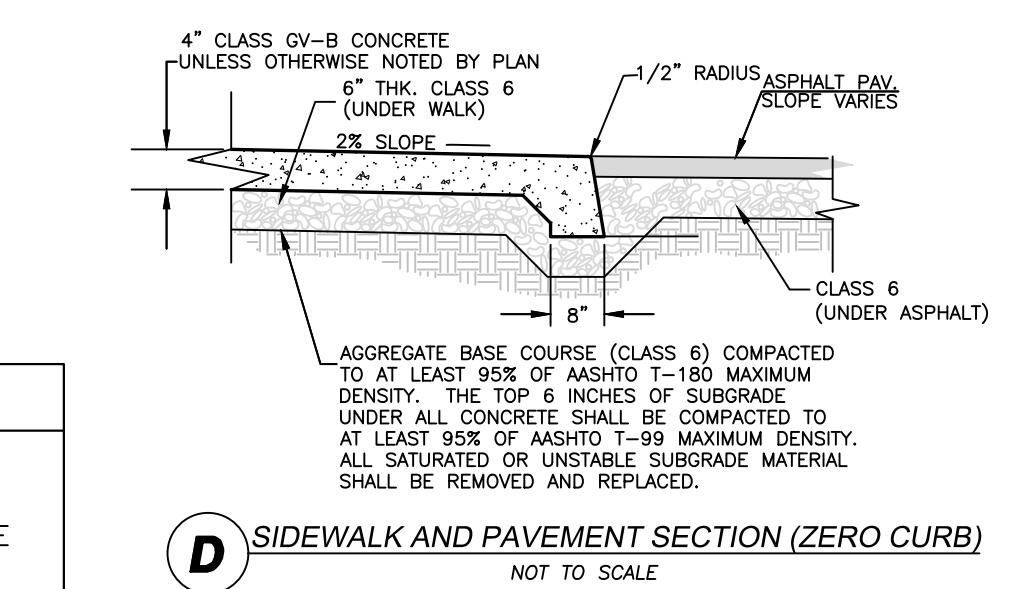 4” CLASS GV-B CONCRETE
UNLESS OTHERWISE NOTED BY PLAN
6” THK. CLASS 6
(UNDER WALK)
2% SLOPE
1/2” RADIUS
ASPHALT PAV.
SLOPE VARIES
CLASS 6
(UNDER ASPHALT)
8”
AGGREGATE BASE COURSE (CLASS 6) COMPACTED
TO AT LEAST 95% OF AASHTO T-180 MAXIMUM
DENSITY. THE TOP 6 INCHES OF SUBGRADE
UNDER ALL CONCRETE SHALL BE COMPACTED TO
AT LEAST 95% OF AASHTO T-99 MAXIMUM DENSITY.
ALL SATURATED OR UNSTABLE SUBGRADE MATERIAL
SHALL BE REMOVED AND REPLACED.
E
D SIDEWALK AND PAVEMENT SECTION (ZERO CURB)
NOT TO SCALE